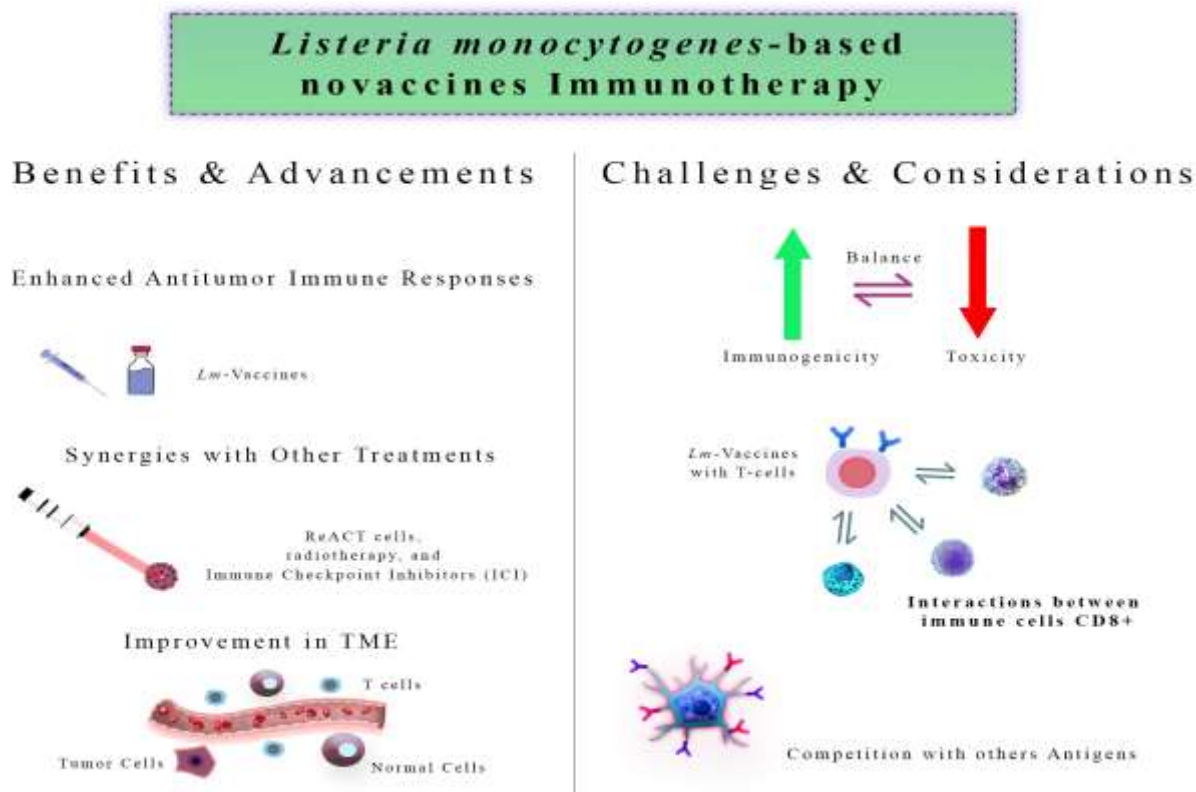 Listeria monocytogenes-based
novaccines Immunotherapy
Benefits & Advancements
Enhanced Antitumor Immune Responses
Lm-Vaccines
Synergies with Other Treatments
ReACT cells,
radiotherapy, and
Immune Checkpoint Inhibitors (ICI)
Improvement in TME
T cells
Tumor Cells
Normal Cells
Challenges & Considerations
Balance
Immunogenicity
Toxicity
Lm-Vaccines
with T-cells
Interactions between
immune cells CD8+
Competition with others Antigens